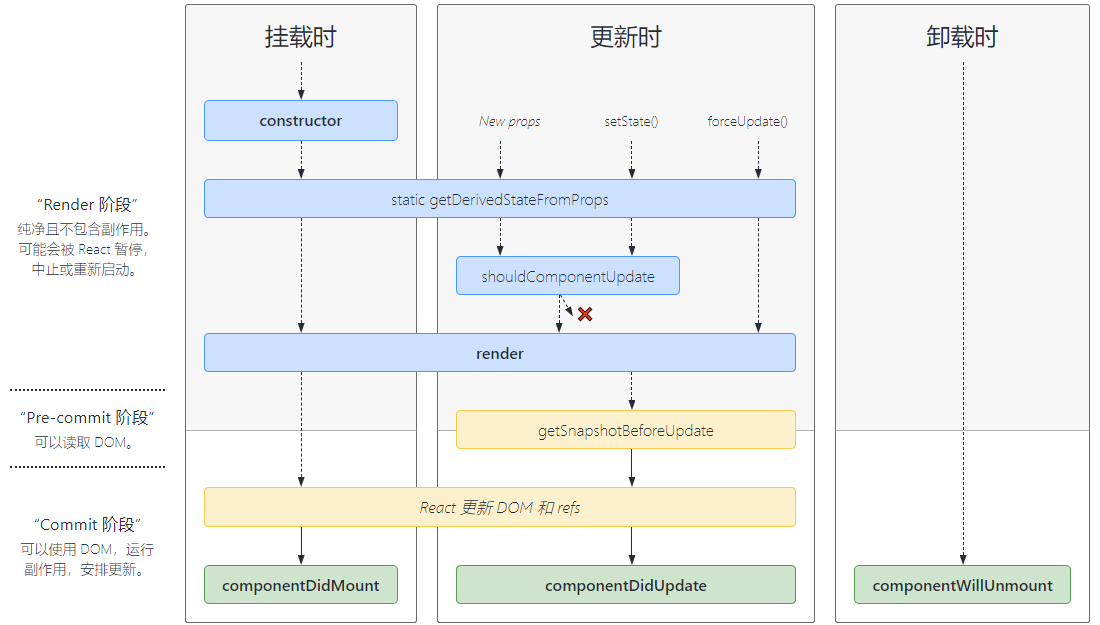 挂载时
更新时
卸载时
constructor
New props
setState()
forceUpdate()
static getDerivedStateFromProps
“Render 阶段”
纯净且不包含副作用。
可能会被 React 暂停，
中止或重新启动。
shouldComponentUpdate
render
“Pre-commit 阶段”
可以读取 DOM。
getSnapshotBeforeUpdate
React 更新 DOM 和 refs
“Commit 阶段”
可以使用 DOM，运行
副作用，安排更新。
componentDidMount
componentDidUpdate
componentWillUnmount